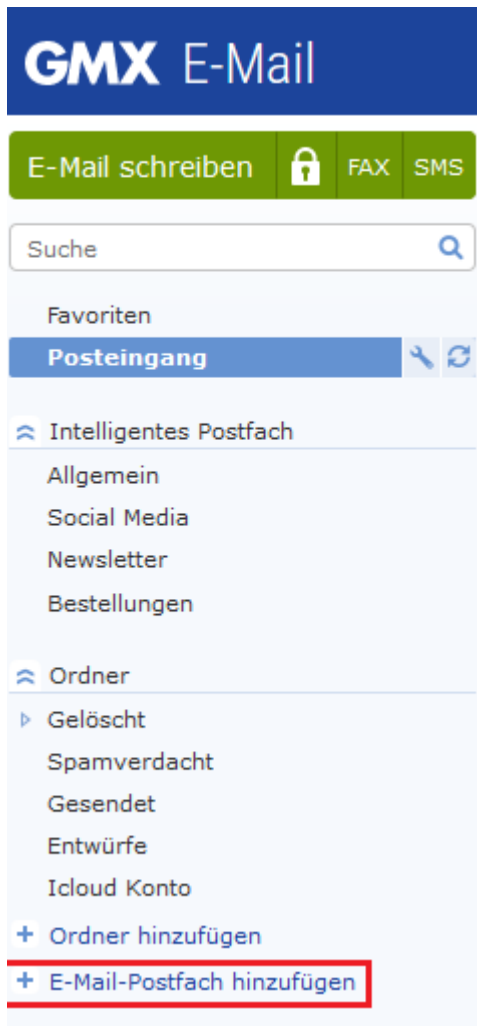 GMX E-Mail
E-Mail schreiben FAX SMS
Suche
Favoriten
Posteingang
Intelligentes Postfach
Allgemein
Social Media
Newsletter
Bestellungen
Ordner
Gelöscht
Spamverdacht
Gesendet
Entwürfe
Icloud Konto
+ Ordner hinzufügen
+ E-Mail-Postfach hinzufügen